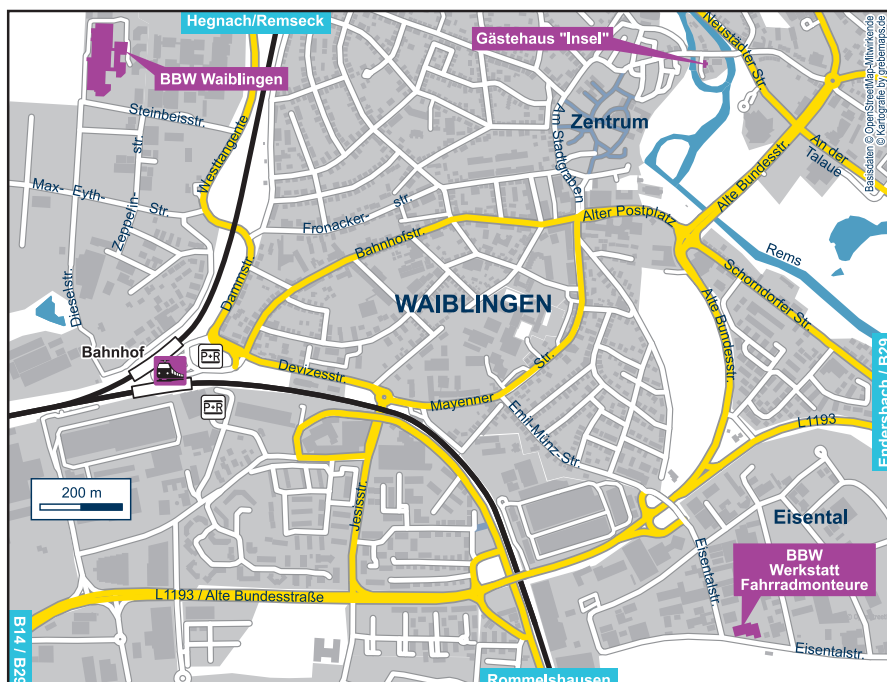 Hegnach/Remseck
Gästehaus "Insel"
Neustädter Str.
Basisdaten © OpenStreetMap-Mitwirkende
© Kartografie by grebemaps.de
BBW Waiblingen
Steinbeisstr.
Westtangente
Am Stadtgraben
Zentrum
Alte Bundesstr.
An der
Talaue
Max- Eyth-
Str.
Zeppelin-
str.
Fronacker-
str.
Bahnhofstr.
Alter Postplatz
Rems
Dieselstr.
Dammstr.
WAIBLINGEN
Alte Bundesstr.
Schorndorfer Str.
Bahnhof
P+R
P+R
Devizesstr.
Mayenner
Str.
Emil-Münz-Str.
L1193
Endersbach / B29
200 m
Jesistr.
Eisental
Eisentalstr.
BBW
Werkstatt
Fahrradmonteure
L1193 / Alte Bundesstraße
B14 / B29
Eisentalstr.
Rommelshausen